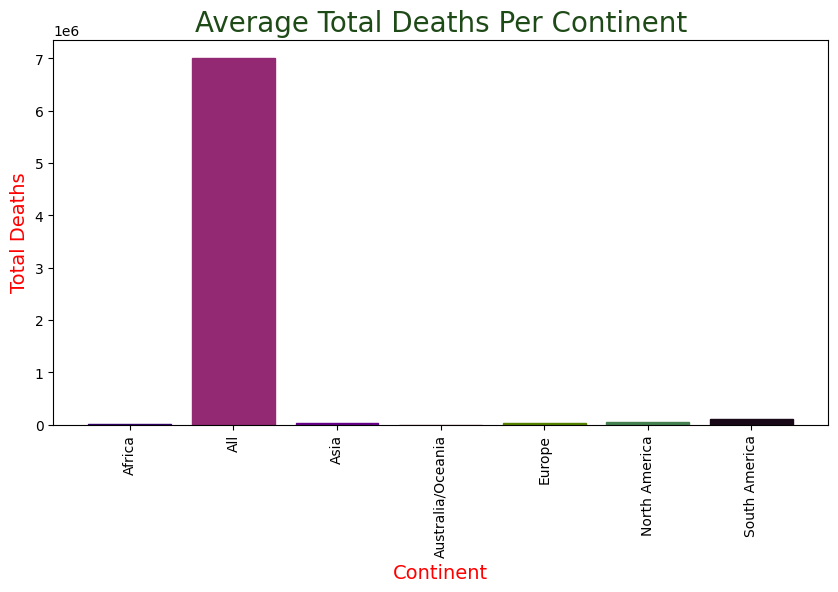 Average Total Deaths Per Continent
1e6
7
6
5
4
3
2
1
0
Total Deaths
Africa
All
Asia
Australia/Oceania
Europe
North America
South America
Continent